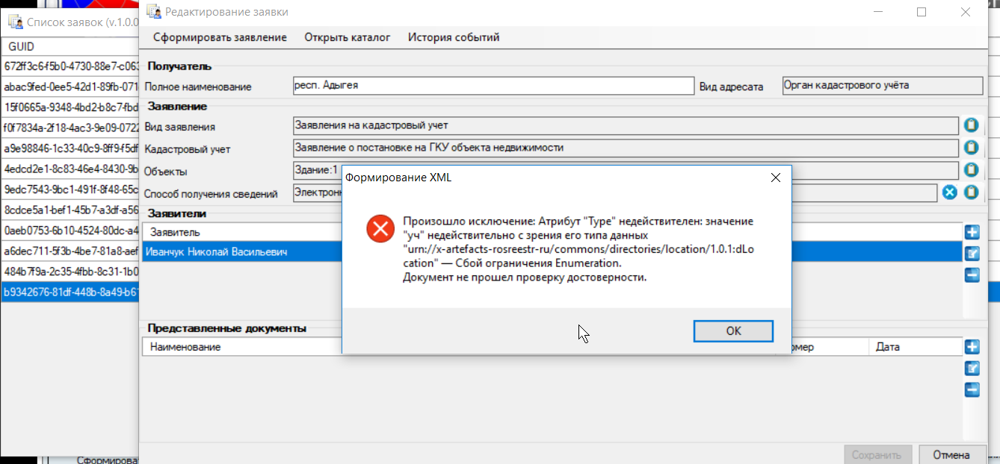 Редактирование заявки
Список заявок (v.1.0.0
Сформировать заявление Открыть каталог История событий
GUID
672ff3c6-f5b0-4730-88e7-c063
abac9fed-0ee5-42d1-89fb-071
15f0665a-9348-4bd2-b8c7-fbd
f0f7834a-2f18-4ac3-9e09-0722
a9e98846-1c33-40c9-8ff9-f5df
4edcd2e1-8c83-46e4-8430-9b
9edc7543-9bc1-491f-8f48-65c
8cdce5a1-bef1-45b7-a3df-a56
0aeb0753-6b10-4524-80dc-a4
a6dec711-5f3b-4be7-81a8-aef
484b7f9a-2c35-4fbb-8c31-1b0
b9342676-81df-448b-8a49-b61
Получатель
Полное наименование респ. Адыгея Вид адресата Орган кадастрового учёта
Заявление
Вид заявления Заявления на кадастровый учет
Кадастровый учет Заявление о постановке на ГКУ объекта недвижимости
Объекты Здание:1
Способ получения сведений
Заявители
Заявитель
Иванчук Николай Васильевич
Формирование XML
Произошло исключение: Атрибут "Type" недействителен: значение
"уч" недействительно с зрения его типа данных
"urn://x-artefacts-rosreestr-ru/commons/directories/location/1.0.1:dLo
cation" — Сбой ограничения Enumeration.
Документ не прошел проверку достоверности.
OK
Представленные документы
Наименование омер Дата
Сохранить Отмена
Сформироват